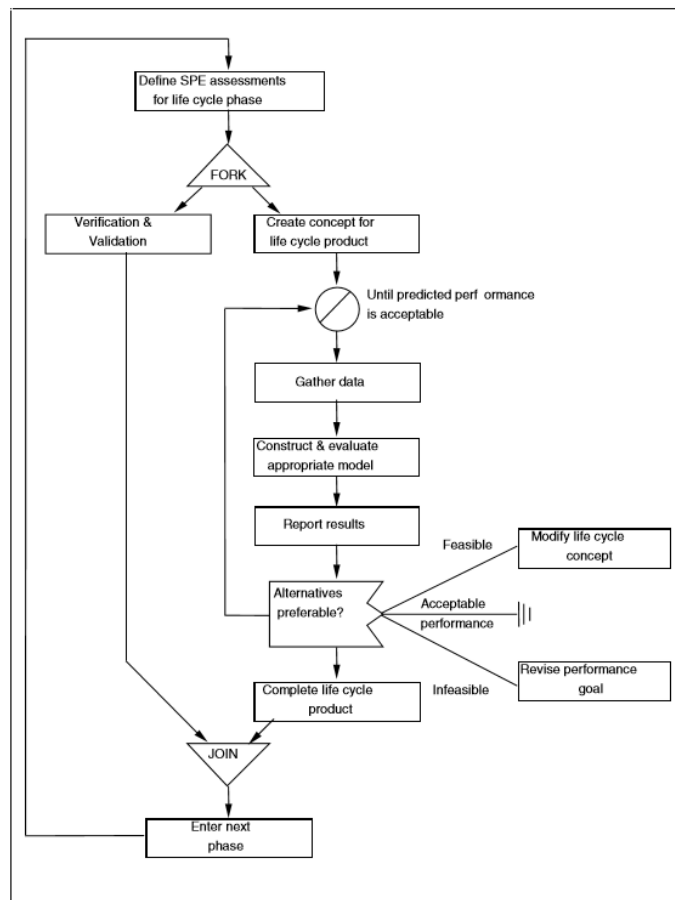 Define SPE assessments
for life cycle phase
FORK
Verification &
Validation
Create concept for
life cycle product
Until predicted perf ormance
is acceptable
Gather data
Construct & evaluate
appropriate model
Report results
Alternatives
preferable?
Feasible
Modify life cycle
concept
Acceptable
performance
Infeasible
Revise performance
goal
Complete life cycle
product
JOIN
Enter next
phase